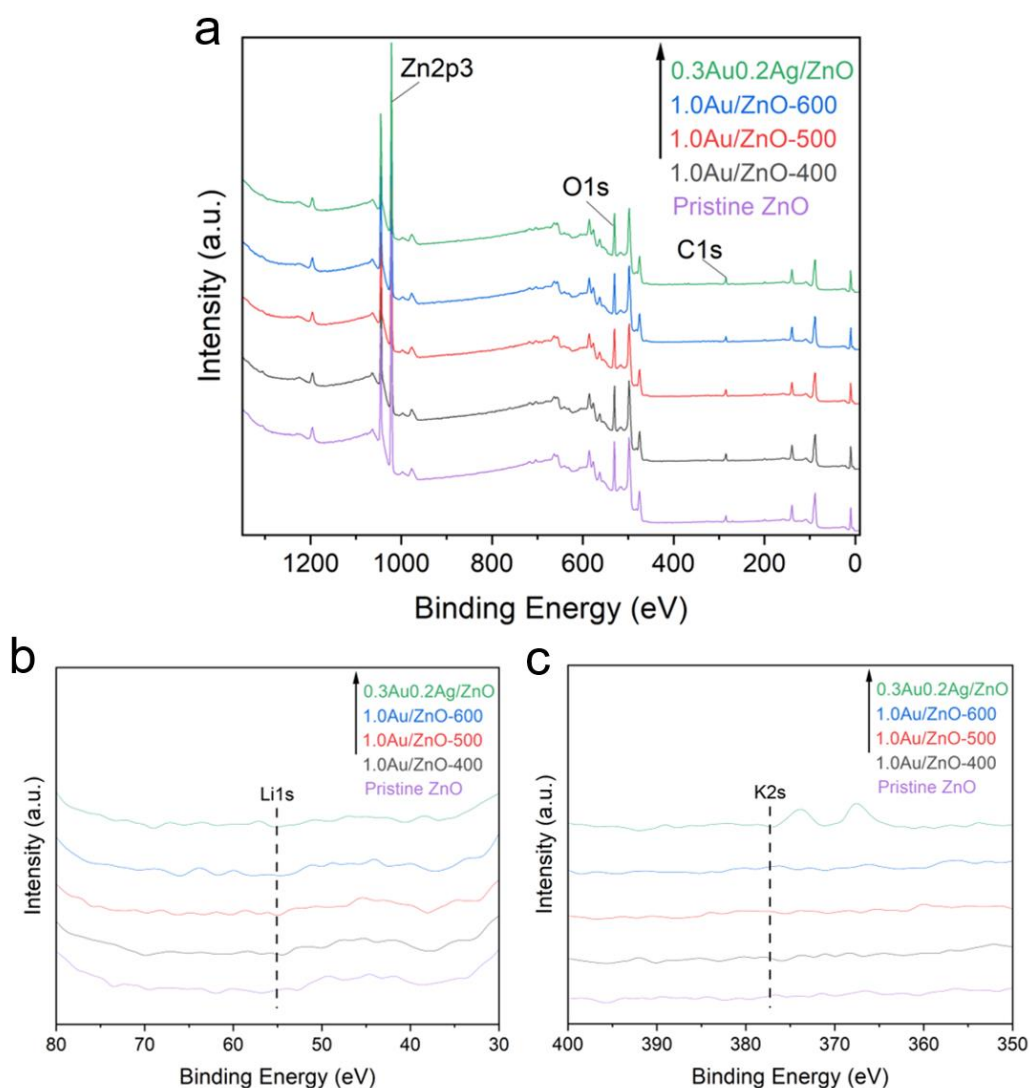 a
Zn2p3
O1s
C1s
0.3Au0.2Ag/ZnO
1.0Au/ZnO-600
1.0Au/ZnO-500
1.0Au/ZnO-400
Pristine ZnO
Intensity (a.u.)
1200 1000 800 600 400 200 0
Binding Energy (eV)
b
0.3Au0.2Ag/ZnO
1.0Au/ZnO-600
1.0Au/ZnO-500
1.0Au/ZnO-400
Pristine ZnO
Li1s
Intensity (a.u.)
80 70 60 50 40 30
Binding Energy (eV)
c
0.3Au0.2Ag/ZnO
1.0Au/ZnO-600
1.0Au/ZnO-500
1.0Au/ZnO-400
Pristine ZnO
K2s
Intensity (a.u.)
400 390 380 370 360 350
Binding Energy (eV)